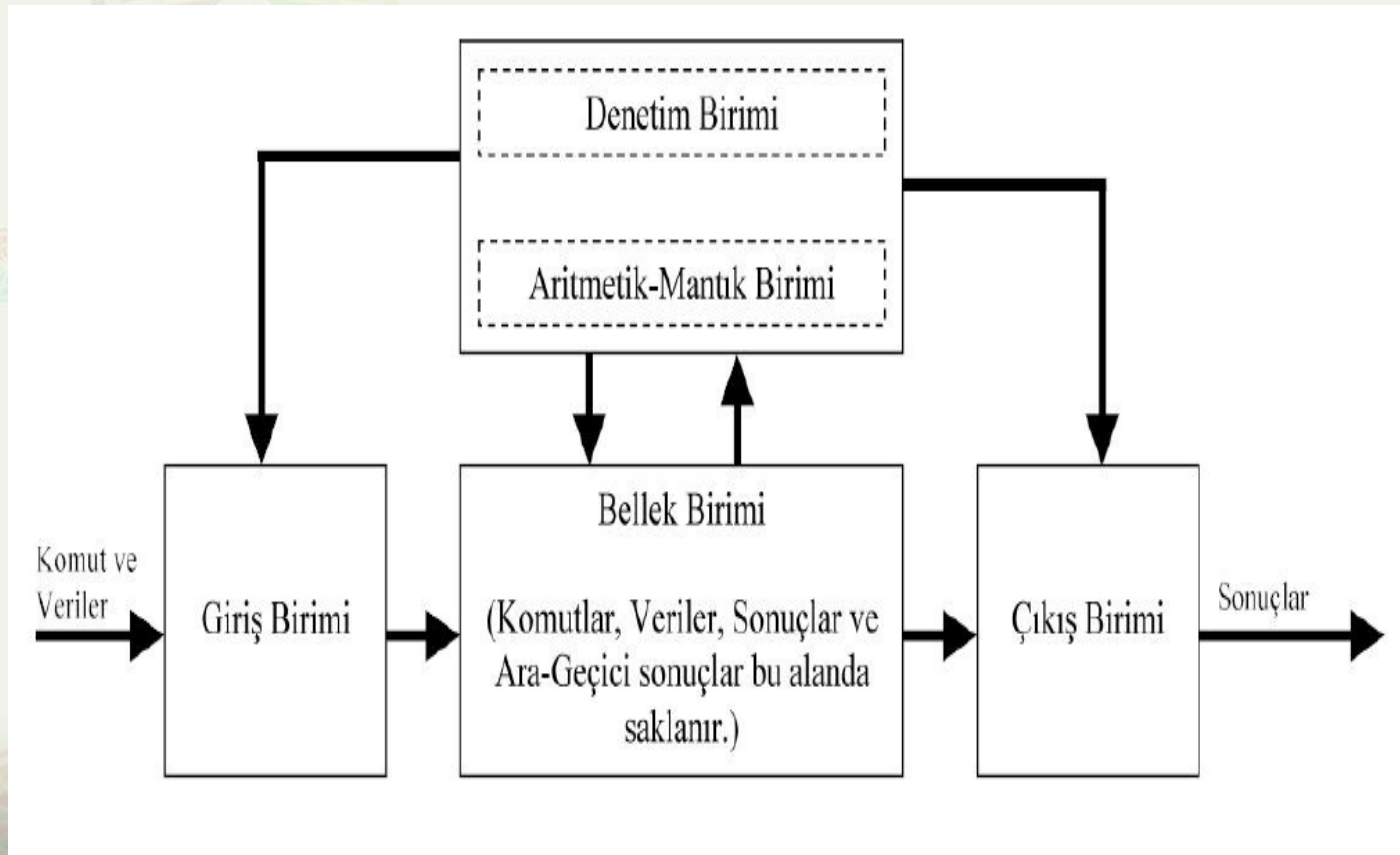 Denetim Birimi
Aritmetik-Mantık Birimi
Komut ve
Veriler
Giriş Birimi
Bellek Birimi
(Komutlar, Veriler, Sonuçlar ve
Ara-Geçici sonuçlar bu alanda
saklanır.)
Çıkış Birimi
Sonuçlar